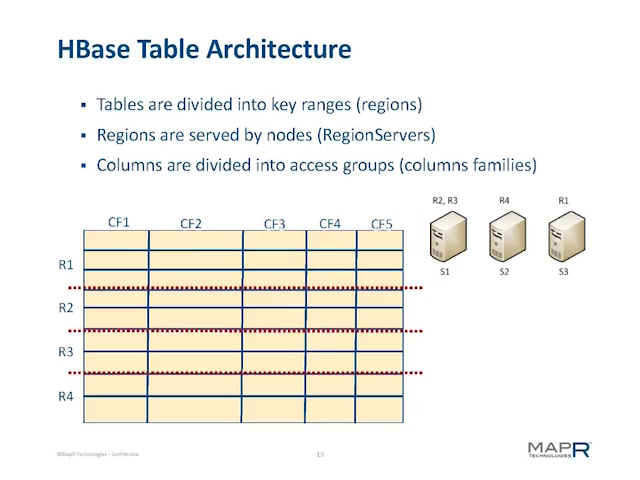 HBase Table Architecture
▪ Tables are divided into key ranges (regions)
▪ Regions are served by nodes (RegionServers)
▪ Columns are divided into access groups (columns families)
R2, R3 R4 R1
CF1 CF2 CF3 CF4 CF5
S1 S2 S3
R1
R2
R3
R4
©MapR Technologies - Confidential
13
MAPR
TECHNOLOGIES